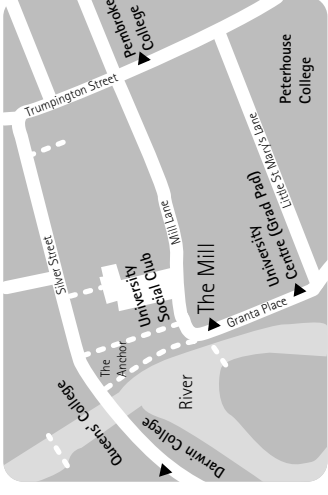 Pembroke
College
Trumpington Street
Peterhouse
College
Little St Mary's Lane
Mill Lane
Silver Street
University
Social Club
The Mill
University
Centre (Grad Pad)
Granta Place
The
Anchor
River
Queens' College
Darwin College